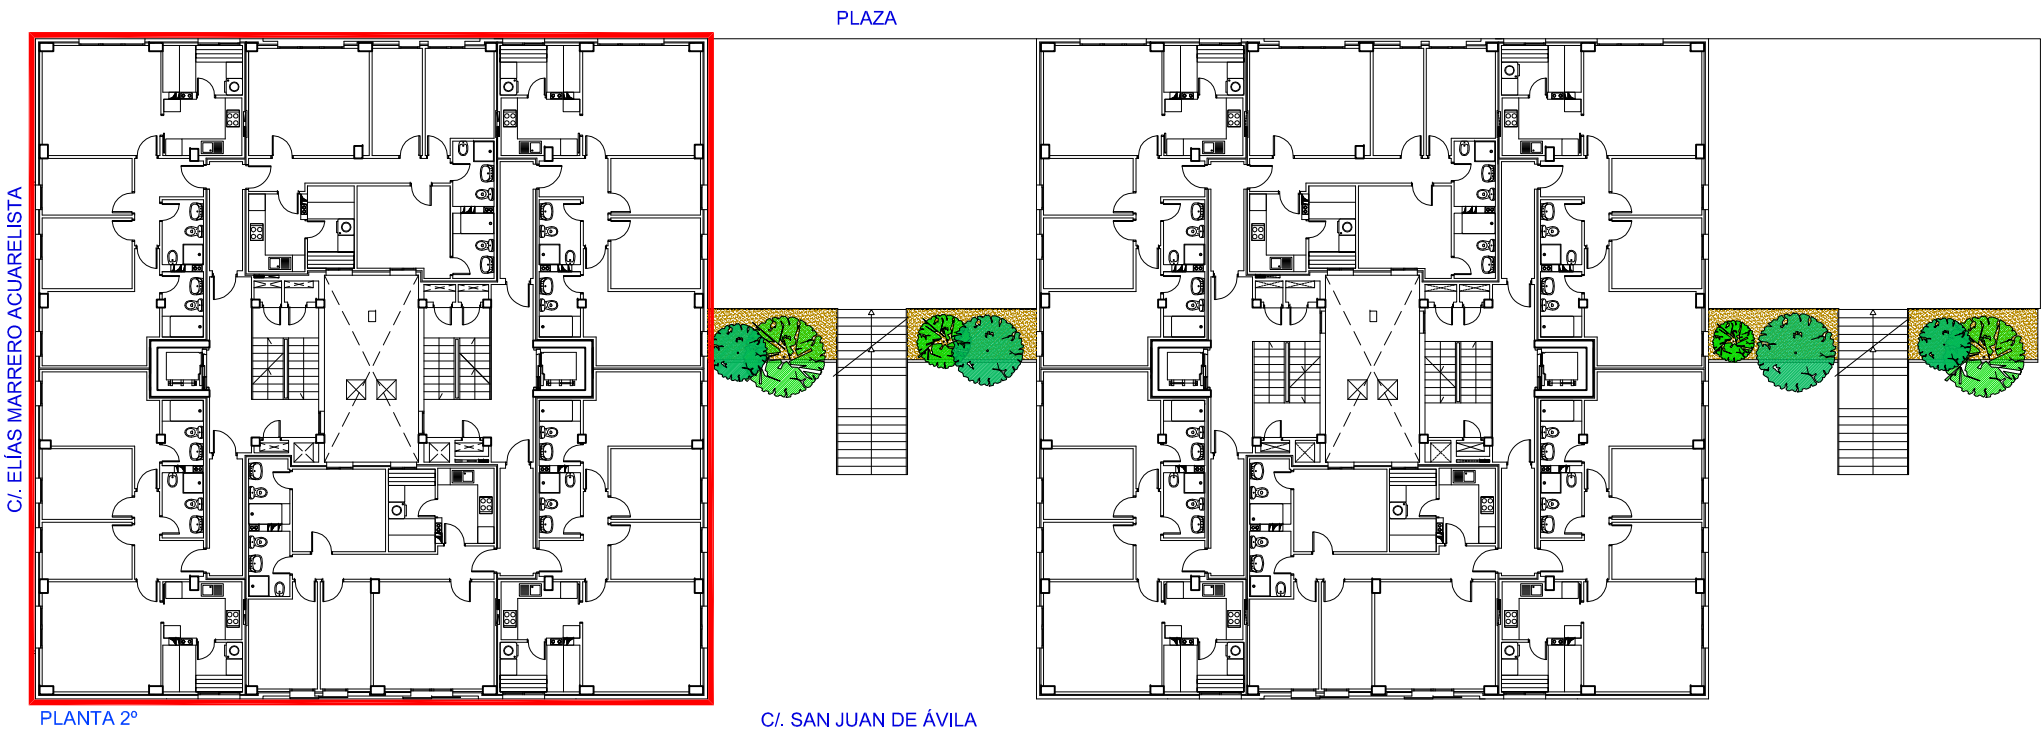 PLAZA
C/. ELÍAS MARRERO ACUARELISTA
PLANTA 2º
C/. SAN JUAN DE ÁVILA